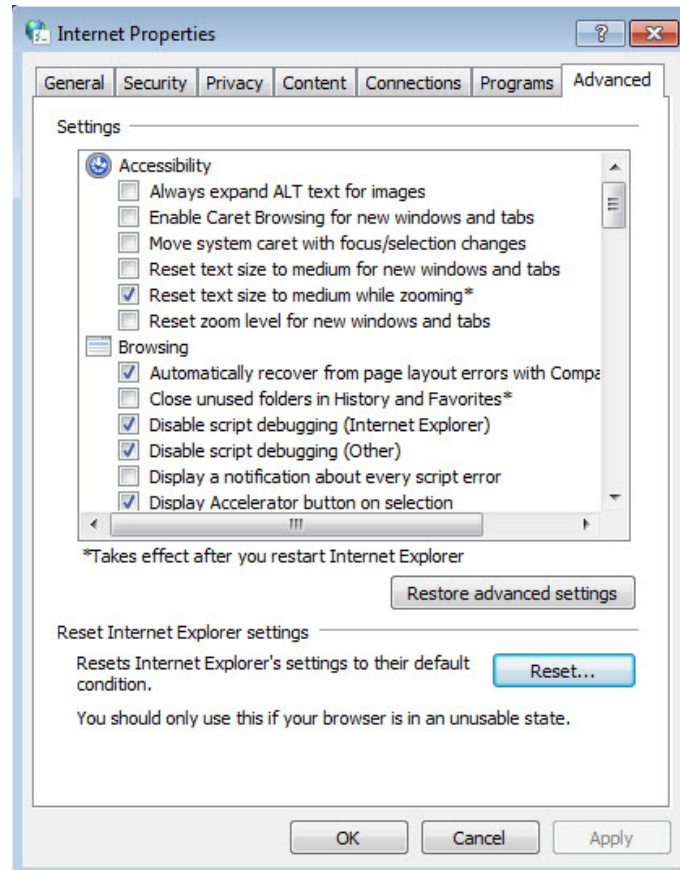 Internet Properties
General Security Privacy Content Connections Programs Advanced
Settings
Accessibility
Always expand ALT text for images
Enable Caret Browsing for new windows and tabs
Move system caret with focus/selection changes
Reset text size to medium for new windows and tabs
Reset text size to medium while zooming*
Reset zoom level for new windows and tabs
Browsing
Automatically recover from page layout errors with Compa
Close unused folders in History and Favorites*
Disable script debugging (Internet Explorer)
Disable script debugging (Other)
Display a notification about every script error
Display Accelerator button on selection
*Takes effect after you restart Internet Explorer
Restore advanced settings
Reset Internet Explorer settings
Resets Internet Explorer's settings to their default
condition.
Reset...
You should only use this if your browser is in an unusable state.
OK Cancel Apply